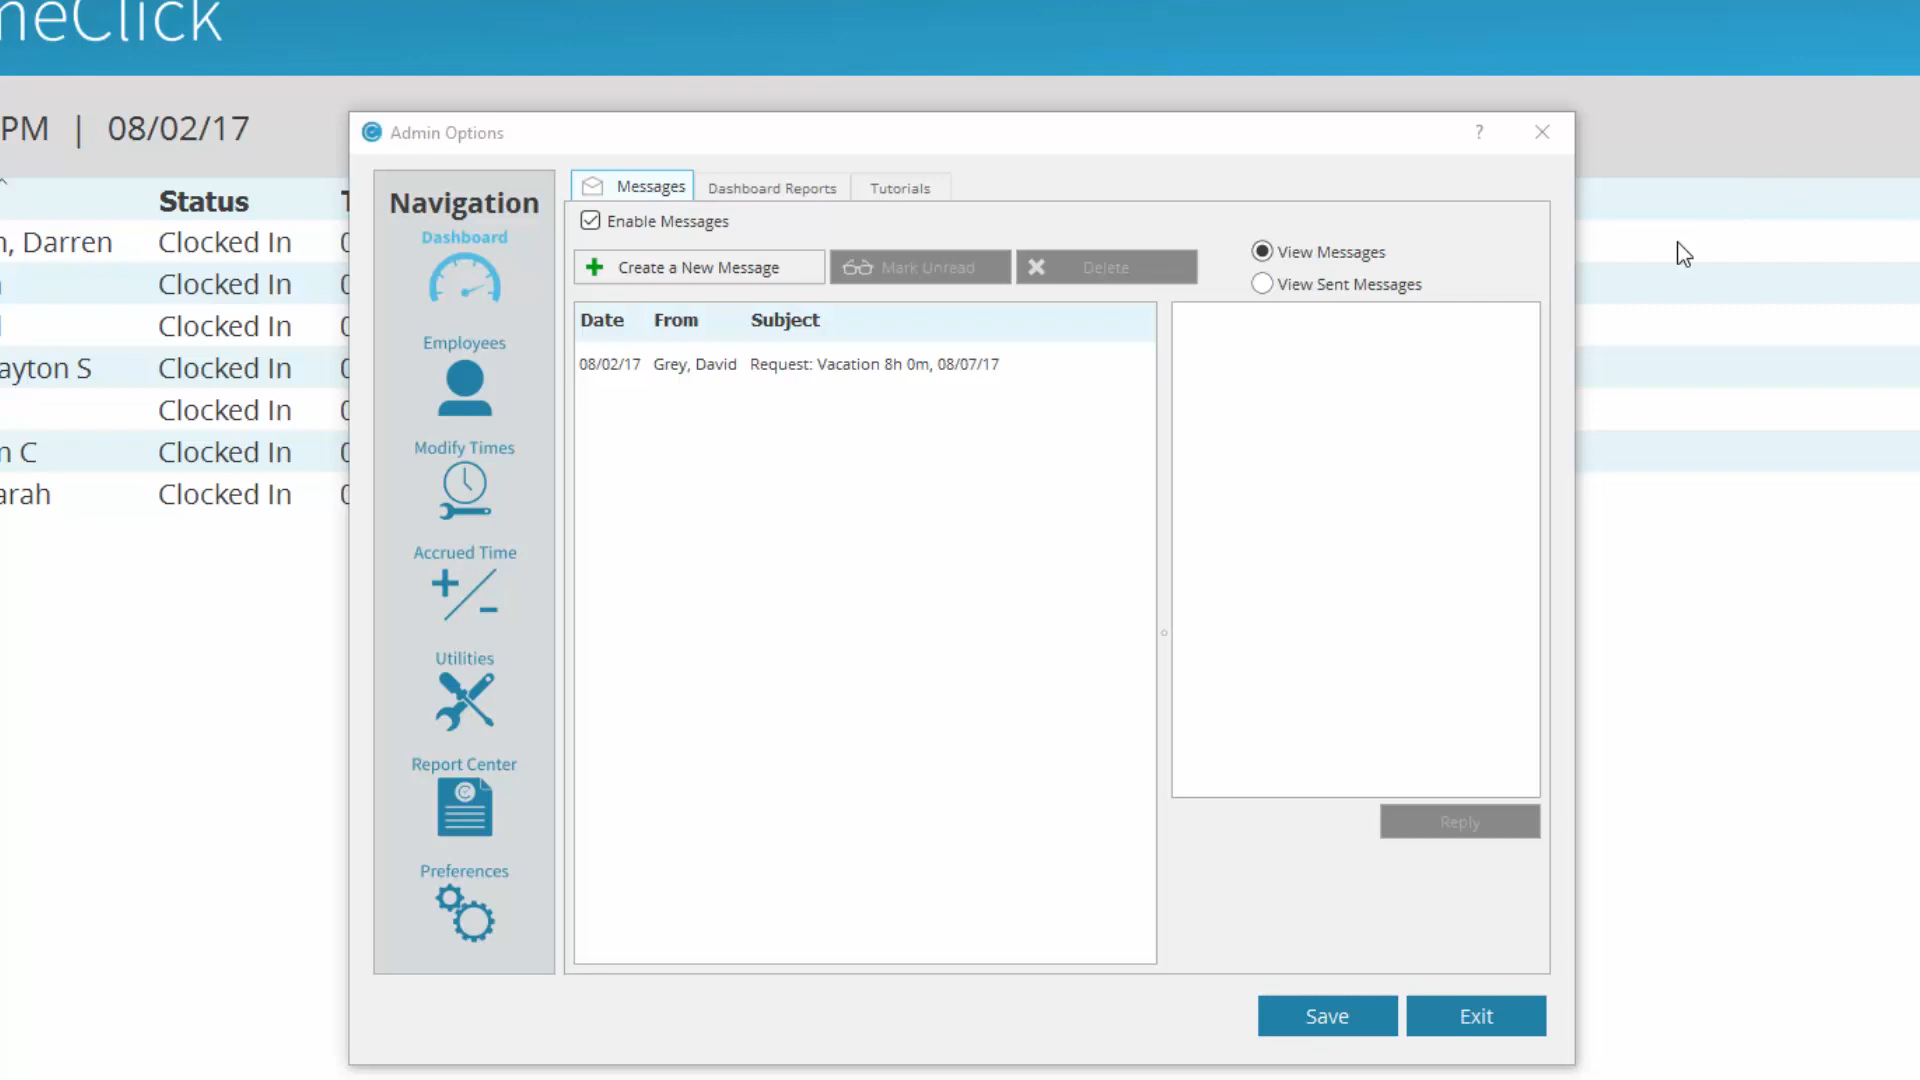 neClick
PM | 08/02/17
Status
n, Darren Clocked In
Clocked In
Clocked In
ayton S Clocked In
Clocked In
n C Clocked In
arah Clocked In
Admin Options ?
Navigation
Dashboard
Employees
Modify Times
Accrued Time
Utilities
Report Center
Preferences
Messages Dashboard Reports Tutorials
Enable Messages
Create a New Message Mark Unread Delete
View Messages
View Sent Messages
Date From Subject
08/02/17 Grey, David Request: Vacation 8h 0m, 08/07/17
Reply
Save Exit